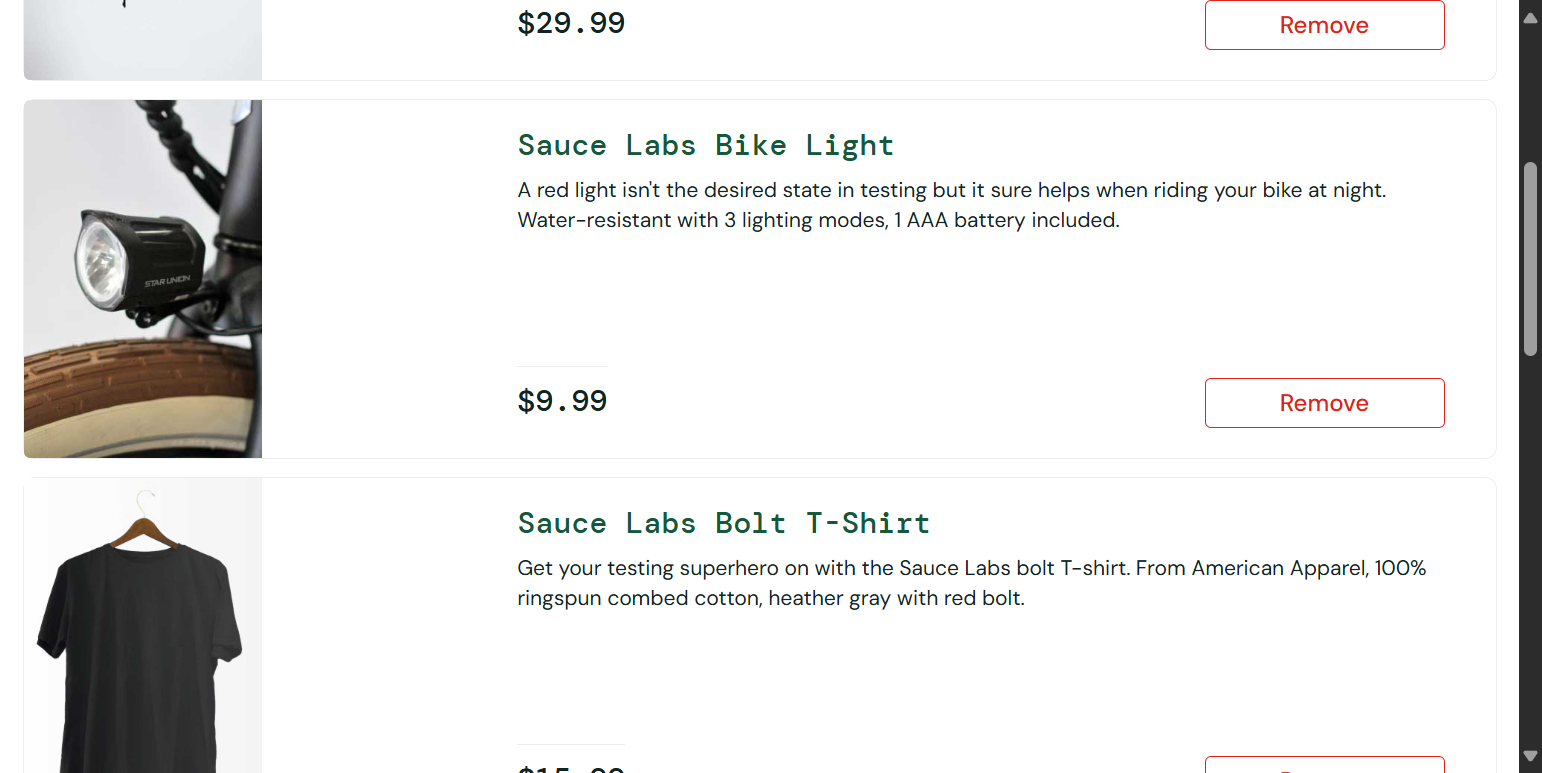 $29.99
Remove
Sauce Labs Bike Light
A red light isn't the desired state in testing but it sure helps when riding your bike at night.
Water-resistant with 3 lighting modes, 1 AAA battery included.
STAR UNION
$9.99
Remove
Sauce Labs Bolt T-Shirt
Get your testing superhero on with the Sauce Labs bolt T-shirt. From American Apparel, 100%
ringspun combed cotton, heather gray with red bolt.